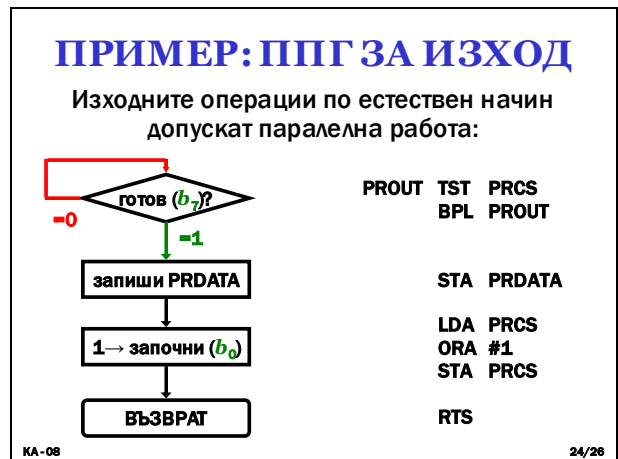 ПРИМЕР: ППГ ЗА ИЗХОД
Изходните операции по естествен начин
допускат паралелна работа:
готов (b7)?
=0
=1
запиши PRDATA
1→ започни (b0)
ВЪЗВРАТ
PROUT TST PRCS
BPL PROUT
STA PRDATA
LDA PRCS
ORA #1
STA PRCS
RTS
КА-08
24/26